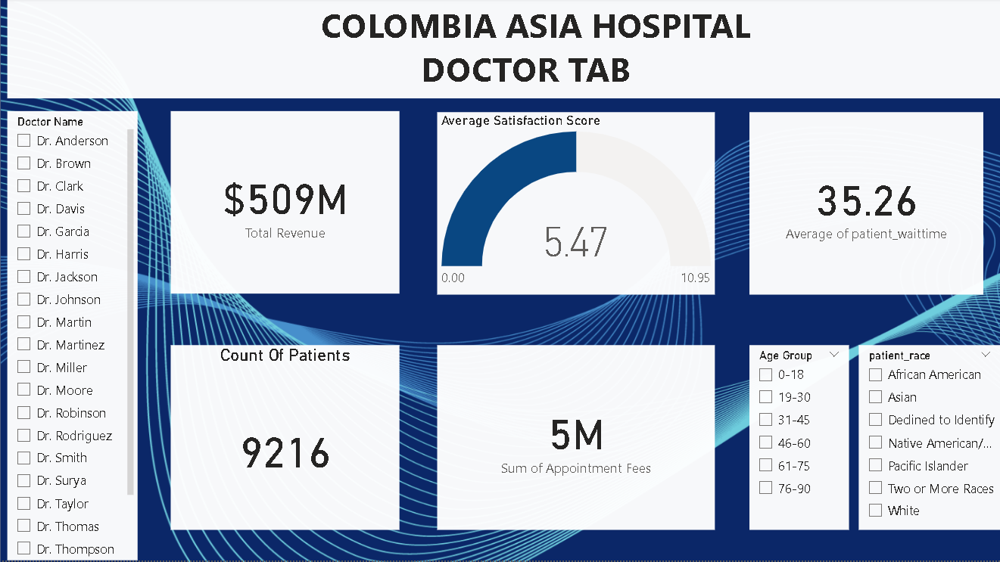 COLOMBIA ASIA HOSPITAL
DOCTOR TAB
Doctor Name
Dr. Anderson
Dr. Brown
Dr. Clark
Dr. Davis
Dr. Garcia
Dr. Harris
Dr. Jackson
Dr. Johnson
Dr. Martin
Dr. Martinez
Dr. Miller
Dr. Moore
Dr. Robinson
Dr. Rodriguez
Dr. Smith
Dr. Surya
Dr. Taylor
Dr. Thomas
Dr. Thompson
$509M
Total Revenue
Average Satisfaction Score
5.47
0.00
10.95
35.26
Average of patient_waittime
Count Of Patients
9216
5M
Sum of Appointment Fees
Age Group
0-18
19-30
31-45
46-60
61-75
76-90
patient_race
African American
Asian
Declined to Identify
Native American/...
Pacific Islander
Two or More Races
White